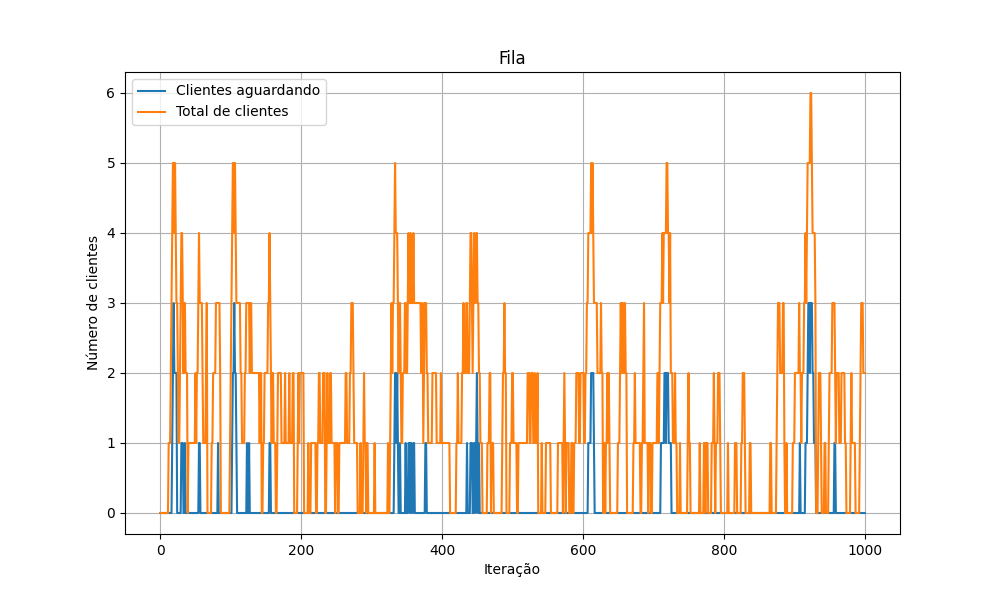 Fila
Clientes aguardando
Total de clientes
Número de clientes
6
5
4
3
2
1
0
0 200 400 600 800 1000
Iteração